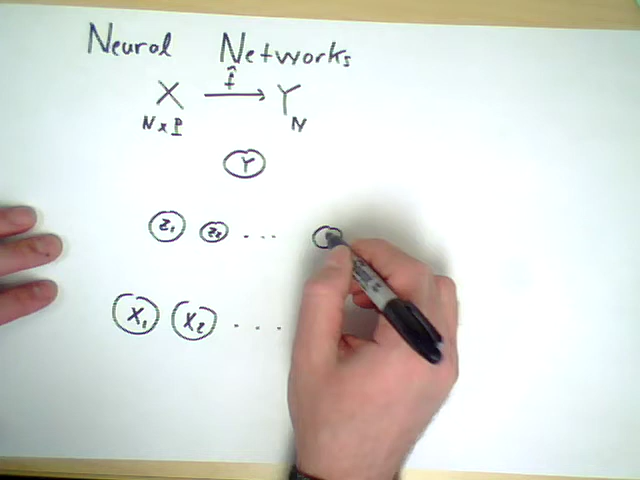 Neural Networks
f̂
X → Y
N x P N
Y
Z1 Z2 ...
X1 X2 ...